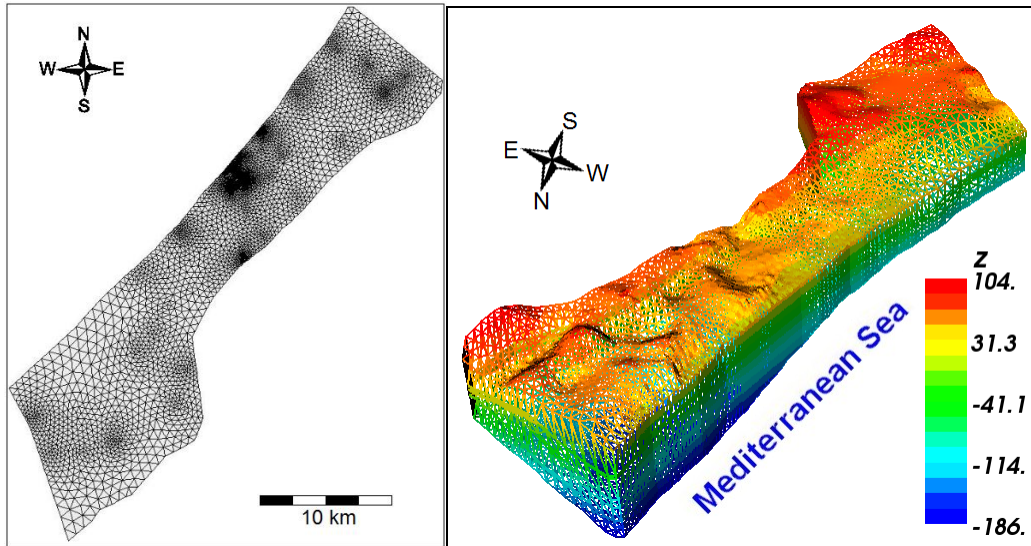 N
W E
S
10 km
S
E
W
N
z
104.
31.3
-41.1
-114.
-186.
Mediterranean Sea